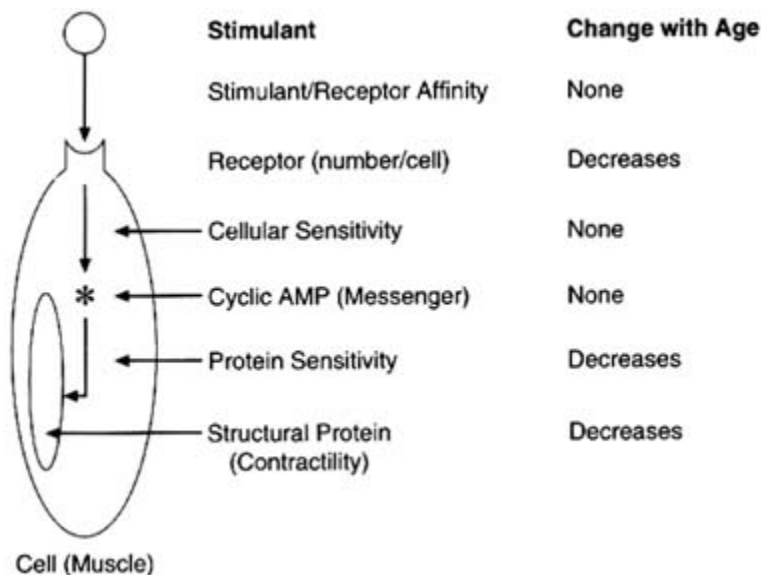 Stimulant Change with Age
Stimulant/Receptor Affinity None
Receptor (number/cell) Decreases
Cellular Sensitivity None
* Cyclic AMP (Messenger) None
Protein Sensitivity Decreases
Structural Protein Decreases
(Contractility)
Cell (Muscle)